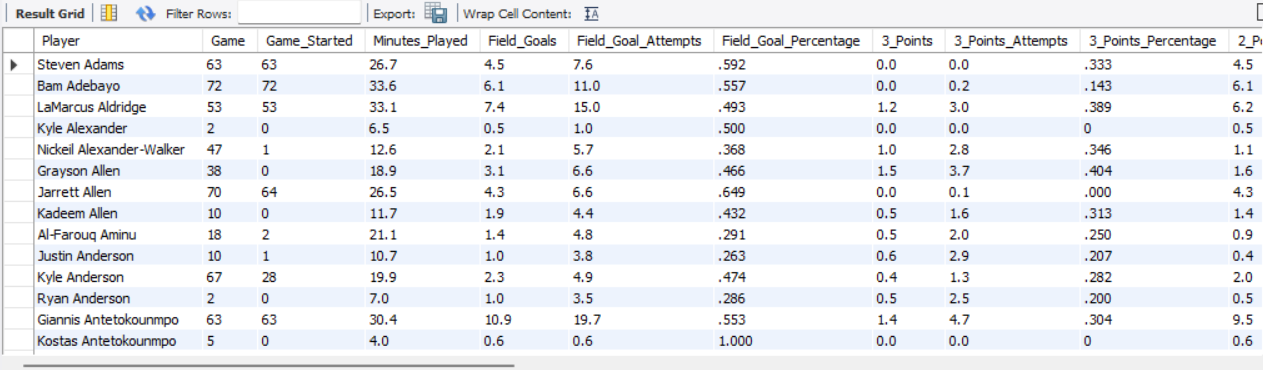 Result Grid Filter Rows: Export: Wrap Cell Content:
Player Game Game_Started Minutes_Played Field_Goals Field_Goal_Attempts Field_Goal_Percentage 3_Points 3_Points_Attempts 3_Points_Percentage
Steven Adams 63 63 26.7 4.5 7.6 .592 0.0 0.0 .333 4.5
Bam Adebayo 72 72 33.6 6.1 11.0 .557 0.0 0.2 .143 6.1
LaMarcus Aldridge 53 53 33.1 7.4 15.0 .493 1.2 3.0 .389 6.2
Kyle Alexander 2 0 6.5 0.5 1.0 .500 0.0 0.0 0 0.5
Nickeil Alexander-Walker 47 1 12.6 2.1 5.7 .368 1.0 2.8 .346 1.1
Grayson Allen 38 0 18.9 3.1 6.6 .466 1.5 3.7 .404 1.6
Jarrett Allen 70 64 26.5 4.3 6.6 .649 0.0 0.1 .000 4.3
Kadeem Allen 10 0 11.7 1.9 4.4 .432 0.5 1.6 .313 1.4
Al-Farouq Aminu 18 2 21.1 1.4 4.8 .291 0.5 2.0 .250 0.9
Justin Anderson 10 1 10.7 1.0 3.8 .263 0.6 2.9 .207 0.4
Kyle Anderson 67 28 19.9 2.3 4.9 .474 0.4 1.3 .282 2.0
Ryan Anderson 2 0 7.0 1.0 3.5 .286 0.5 2.5 .200 0.5
Giannis Antetokounmpo 63 63 30.4 10.9 19.7 .553 1.4 4.7 .304 9.5
Kostas Antetokounmpo 5 0 4.0 0.6 0.6 1.000 0.0 0.0 0 0.6